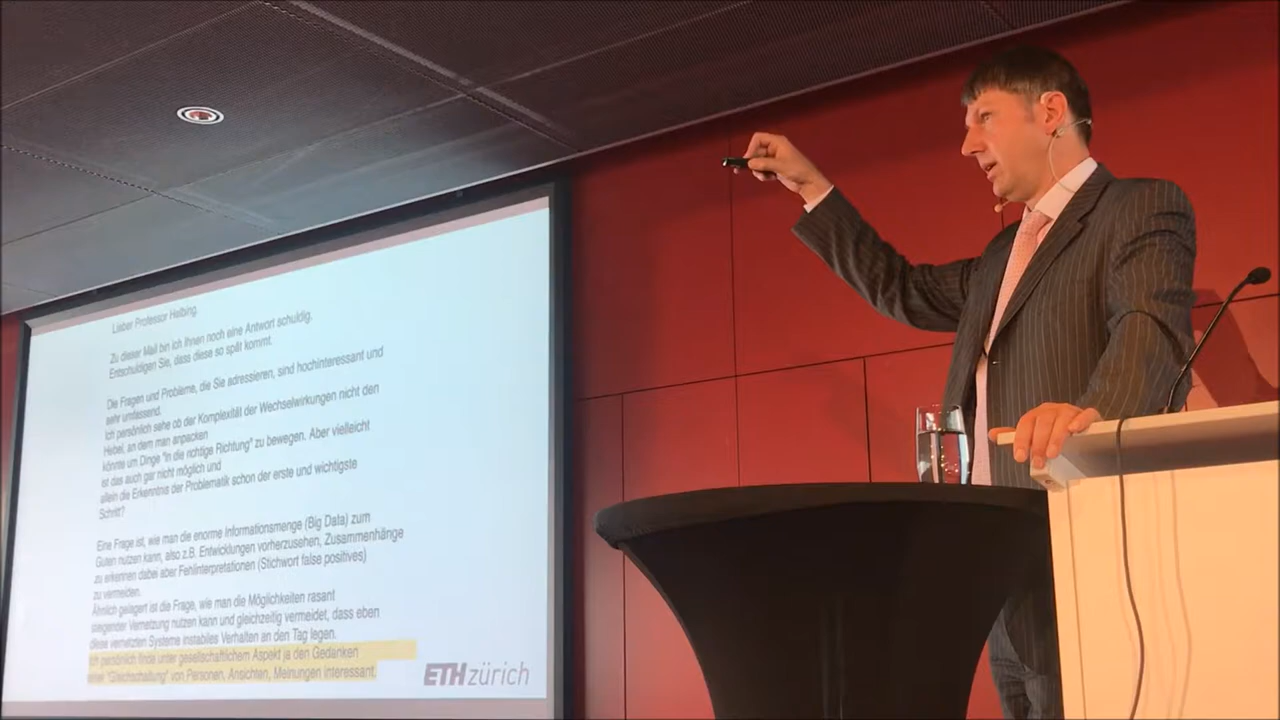 Lieber Professor Helbing.
Zu dieser Mail bin ich Ihnen noch eine Antwort schuldig.
Entschuldigen Sie, dass diese so spät kommt.
Die Fragen und Probleme, die Sie adressieren, sind hochinteressant und
sehr umfassend.
Ich persönlich sehe ob der Komplexität der Wechselwirkungen nicht den
Hebel, an dem man anpacken
könnte um Dinge "in die richtige Richtung" zu bewegen. Aber vielleicht
ist das auch gar nicht möglich und
allein die Erkenntnis der Problematik schon der erste und wichtigste
Schritt?
Eine Frage ist, wie man die enorme Informationsmenge (Big Data) zum
Guten nutzen kann, also z.B. Entwicklungen vorherzusehen, Zusammenhänge
zu erkennen dabei aber Fehlinterpretationen (Stichwort false positives)
zu vermeiden.
Ähnlich gelagert ist die Frage, wie man die Möglichkeiten rasant
steigender Vernetzung nutzen kann und gleichzeitig vermeidet, dass eben
diese vernetzten Systeme instabiles Verhalten an den Tag legen.
Ich persönlich finde unter gesellschaftlichem Aspekt ja den Gedanken
einer "Gleichschaltung" von Personen, Ansichten, Meinungen interessant.
ETH zürich